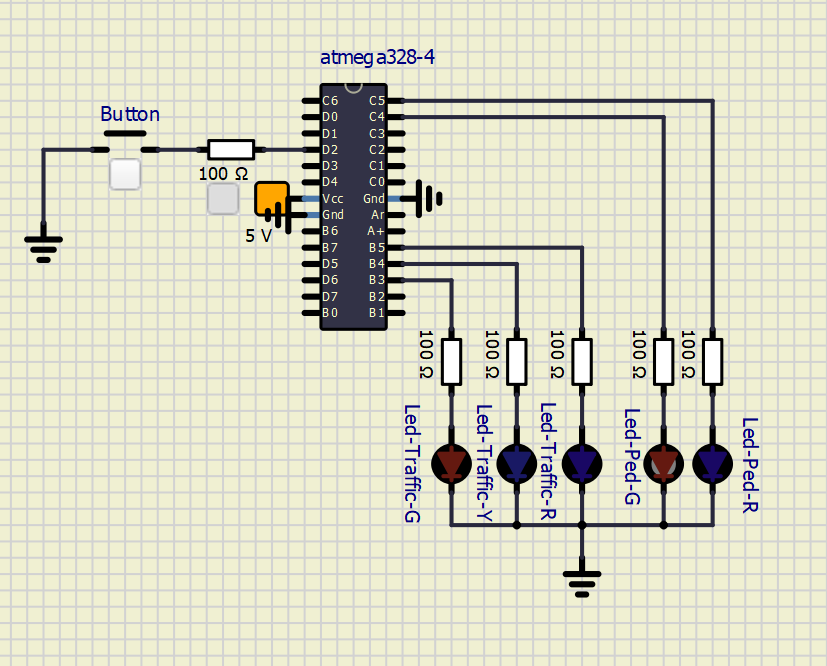 atmega328-4
Button
100 Ω
5 V
C6 C5
D0 C4
D1 C3
D2 C2
D3 C1
D4 C0
Vcc Gnd
Gnd Ar
B6 A+
B7 B5
D5 B4
D6 B3
D7 B2
B0 B1
100 Ω
100 Ω
100 Ω
100 Ω
100 Ω
Led-Traffic-G
Led-Traffic-Y
Led-Traffic-R
Led-Ped-G
Led-Ped-R